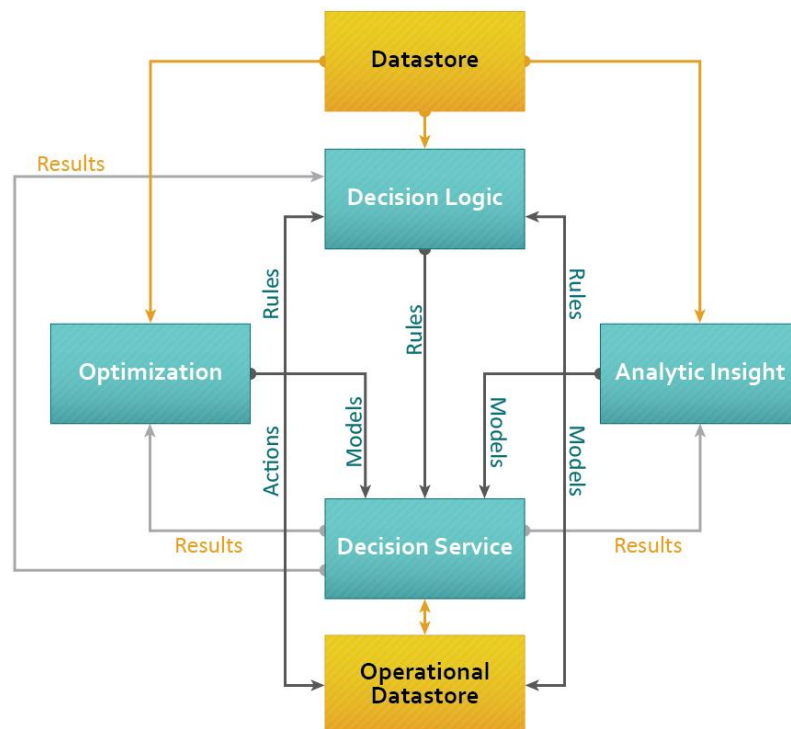 Datastore
Results
Decision Logic
Rules
Rules
Rules
Optimization
Analytic Insight
Actions
Models
Models
Models
Results
Decision Service
Results
Operational
Datastore